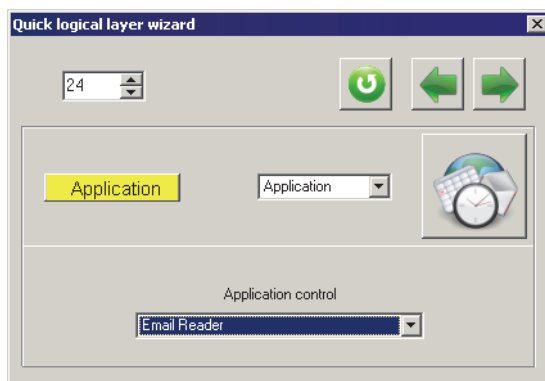 Quick logical layer wizard
24
Application
Application
Application control
Email Reader